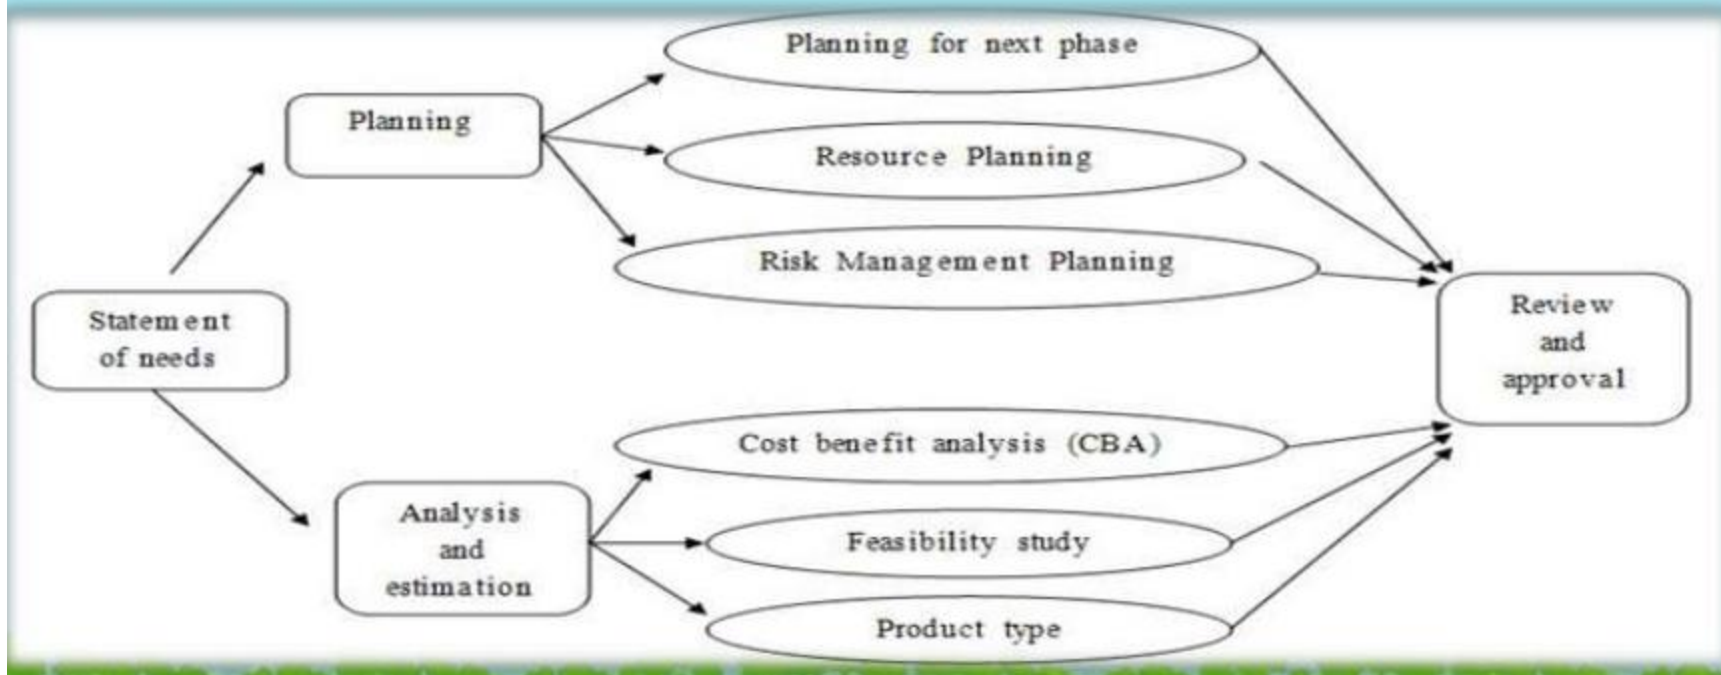 Planning for next phase
Planning
Resource Planning
Risk Management Planning
Statement
of needs
Review
and
approval
Cost benefit analysis (CBA)
Analysis
and
estimation
Feasibility study
Product type